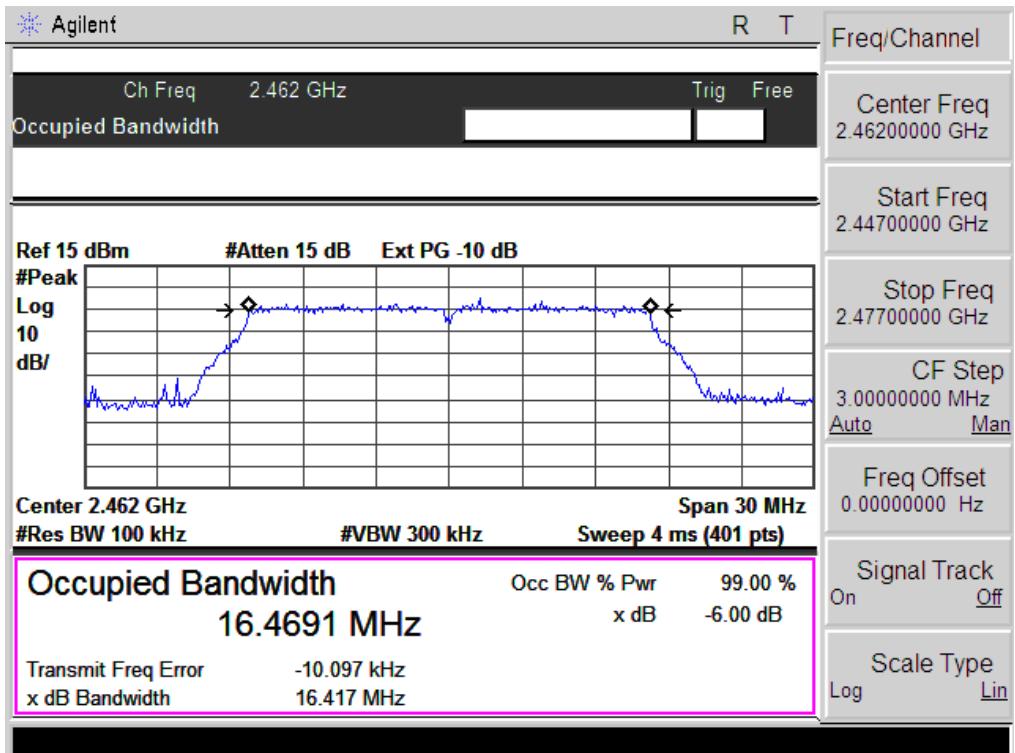 Agilent R T
Ch Freq 2.462 GHz Trig Free
Occupied Bandwidth
Ref 15 dBm #Atten 15 dB Ext PG -10 dB
#Peak
Log
10
dB/
Center 2.462 GHz Span 30 MHz
#Res BW 100 kHz #VBW 300 kHz Sweep 4 ms (401 pts)
Occupied Bandwidth Occ BW % Pwr 99.00 %
16.4691 MHz x dB -6.00 dB
Transmit Freq Error -10.097 kHz
x dB Bandwidth 16.417 MHz
Freq/Channel
Center Freq
2.46200000 GHz
Start Freq
2.44700000 GHz
Stop Freq
2.47700000 GHz
CF Step
3.00000000 MHz
Auto Man
Freq Offset
0.00000000 Hz
Signal Track
On Off
Scale Type
Log Lin